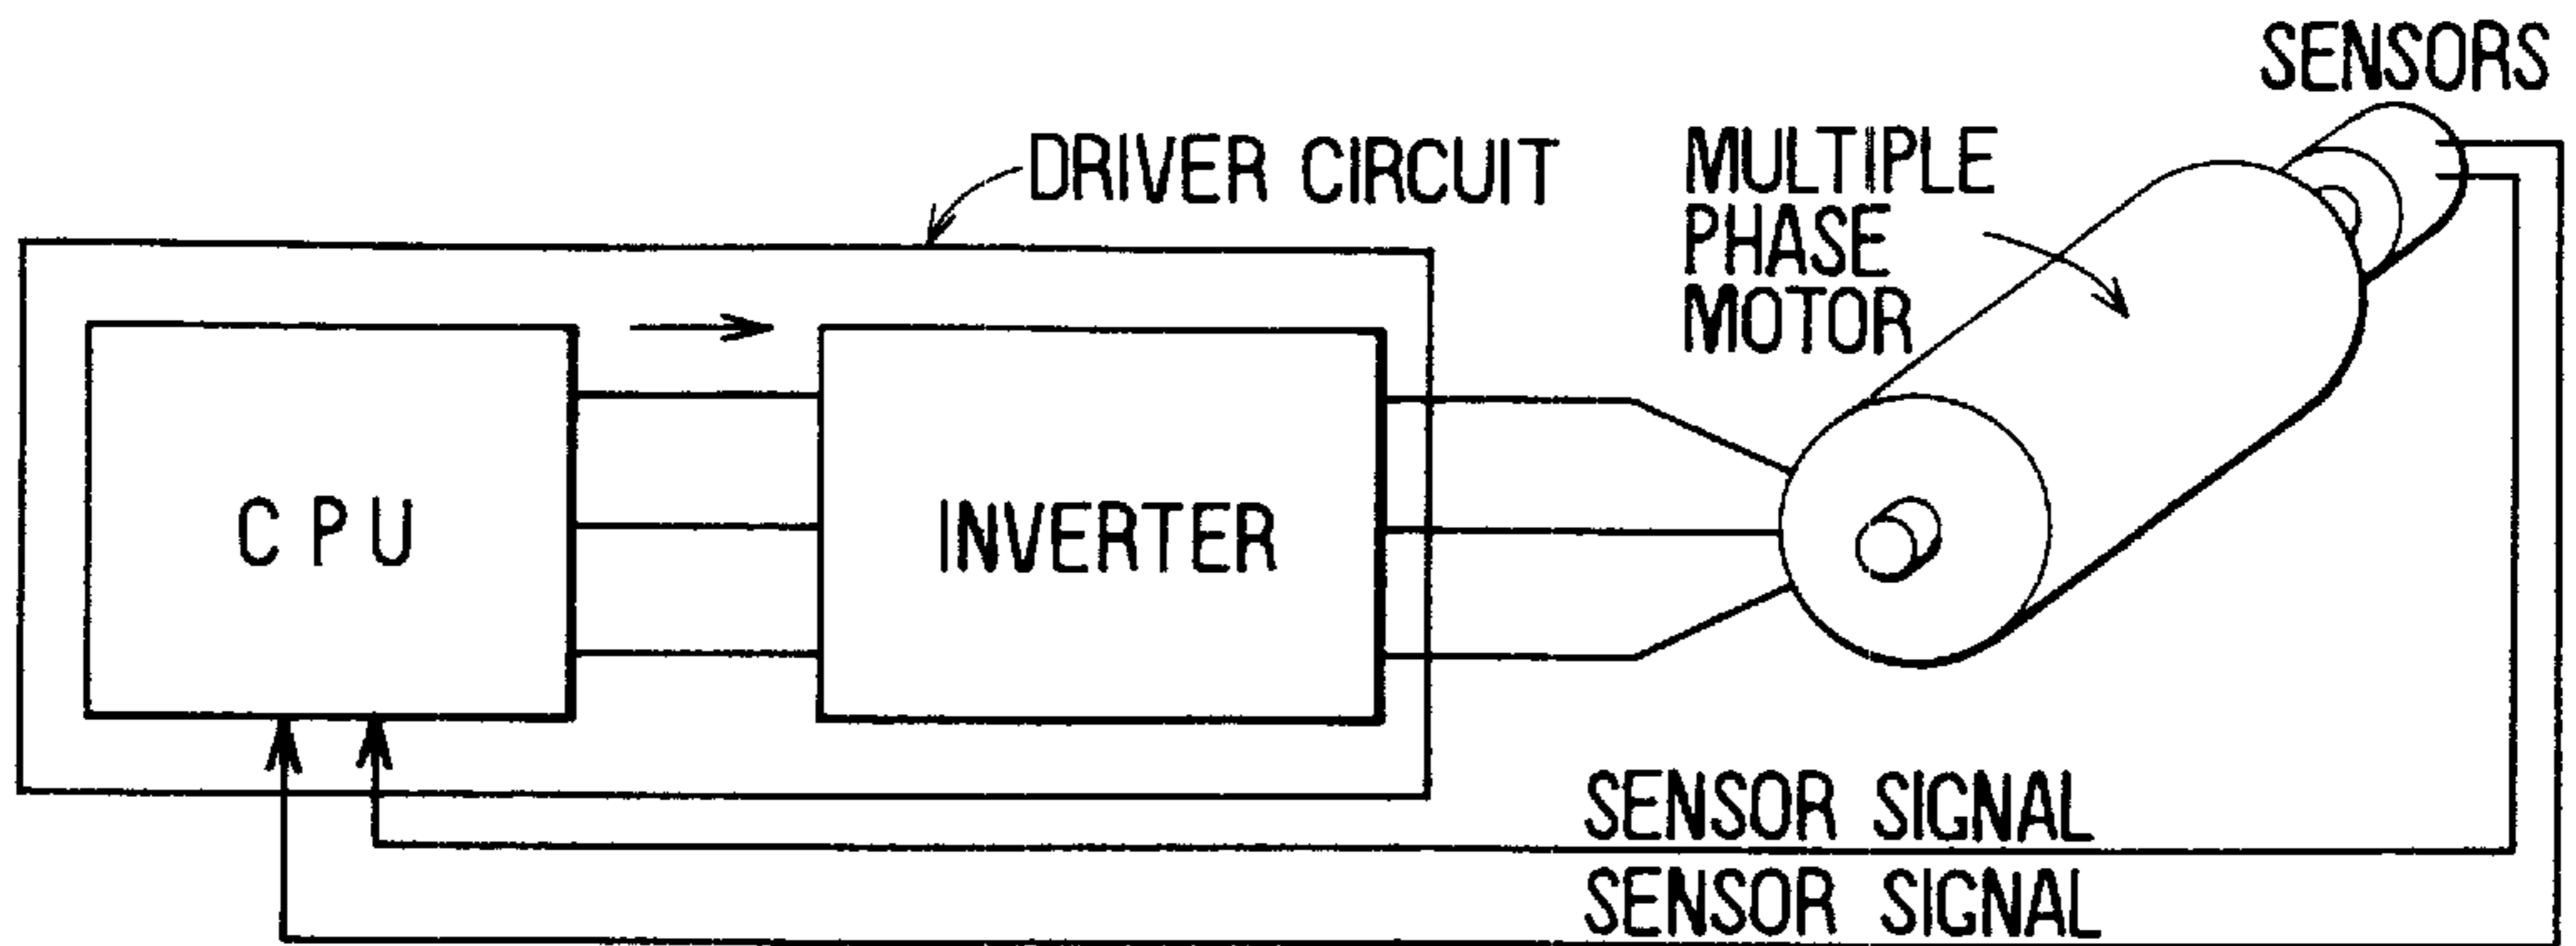 SENSORS
DRIVER CIRCUIT
MULTIPLE
PHASE
MOTOR
CPU
INVERTER
SENSOR SIGNAL
SENSOR SIGNAL